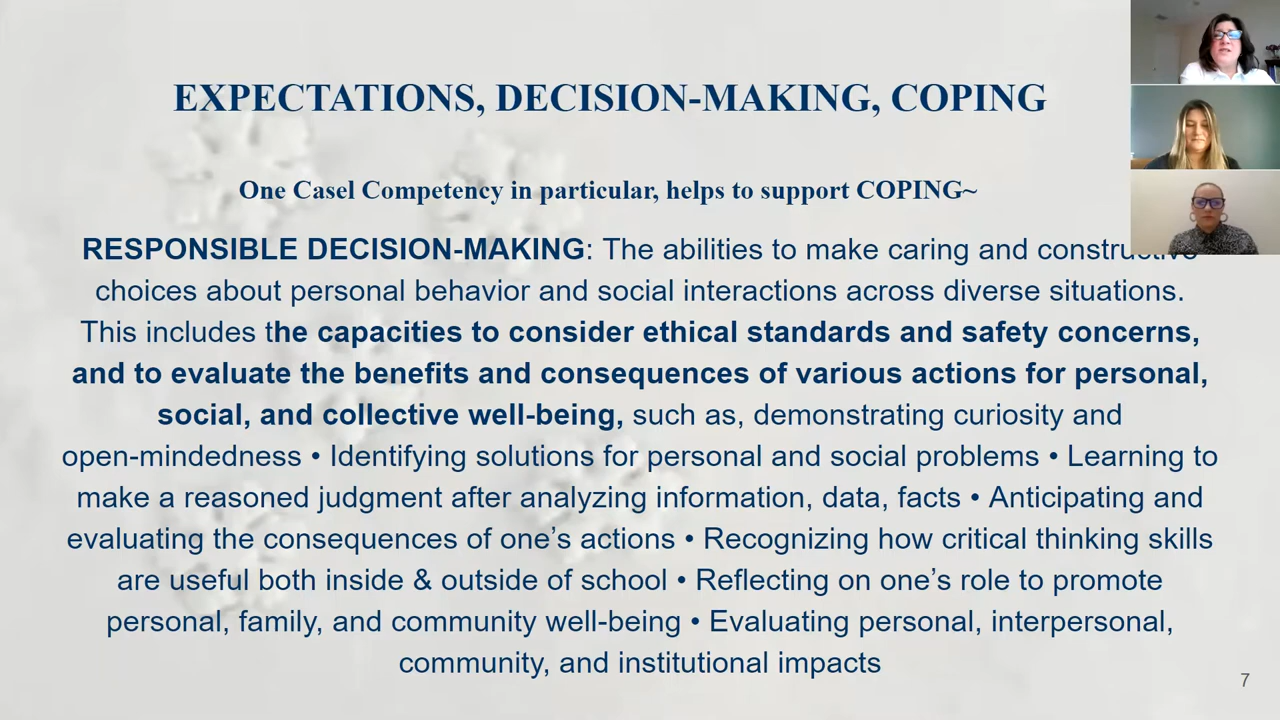 EXPECTATIONS, DECISION-MAKING, COPING
One Casel Competency in particular, helps to support COPING~
RESPONSIBLE DECISION-MAKING: The abilities to make caring and constructive
choices about personal behavior and social interactions across diverse situations.
This includes the capacities to consider ethical standards and safety concerns,
and to evaluate the benefits and consequences of various actions for personal,
social, and collective well-being, such as, demonstrating curiosity and
open-mindedness • Identifying solutions for personal and social problems • Learning to
make a reasoned judgment after analyzing information, data, facts • Anticipating and
evaluating the consequences of one’s actions • Recognizing how critical thinking skills
are useful both inside & outside of school • Reflecting on one’s role to promote
personal, family, and community well-being • Evaluating personal, interpersonal,
community, and institutional impacts
7